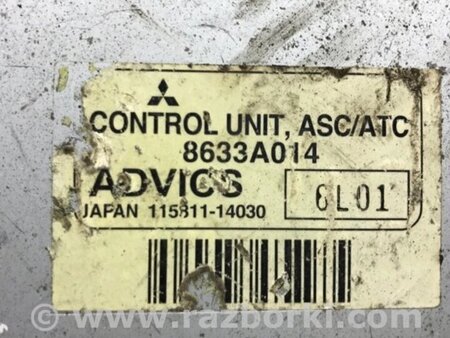 CONTROL UNIT, ASC/ATC
8633A014
ADVICS
JAPAN 115811-14030
6L01
© www.razborki.com